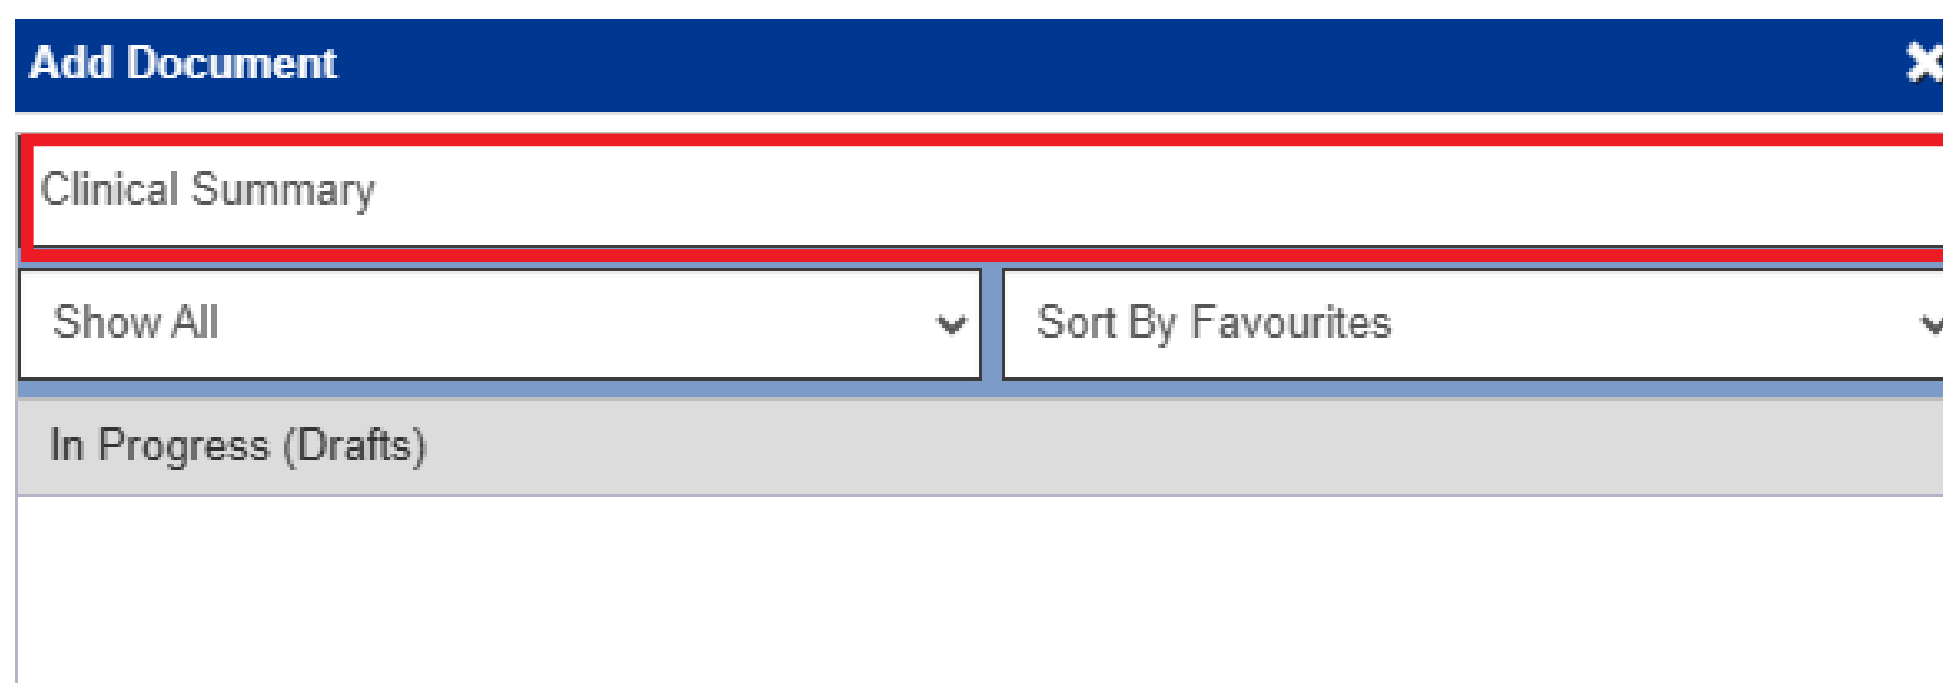 Add Document
Clinical Summary
Show All
Sort By Favourites
In Progress (Drafts)